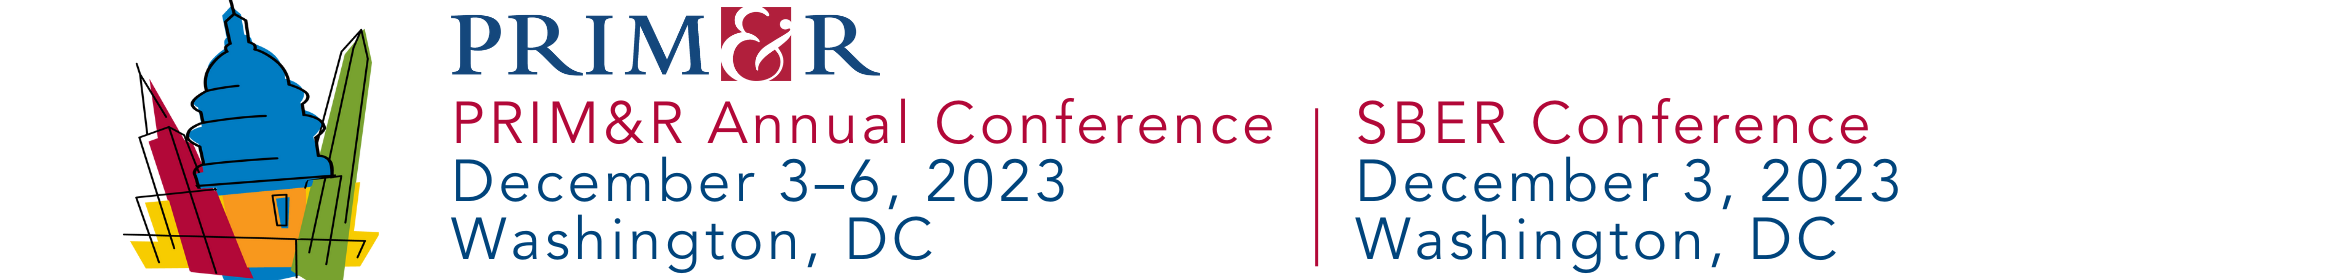 PRIM&R
PRIM&R Annual Conference
December 3–6, 2023
Washington, DC
SBER Conference
December 3, 2023
Washington, DC